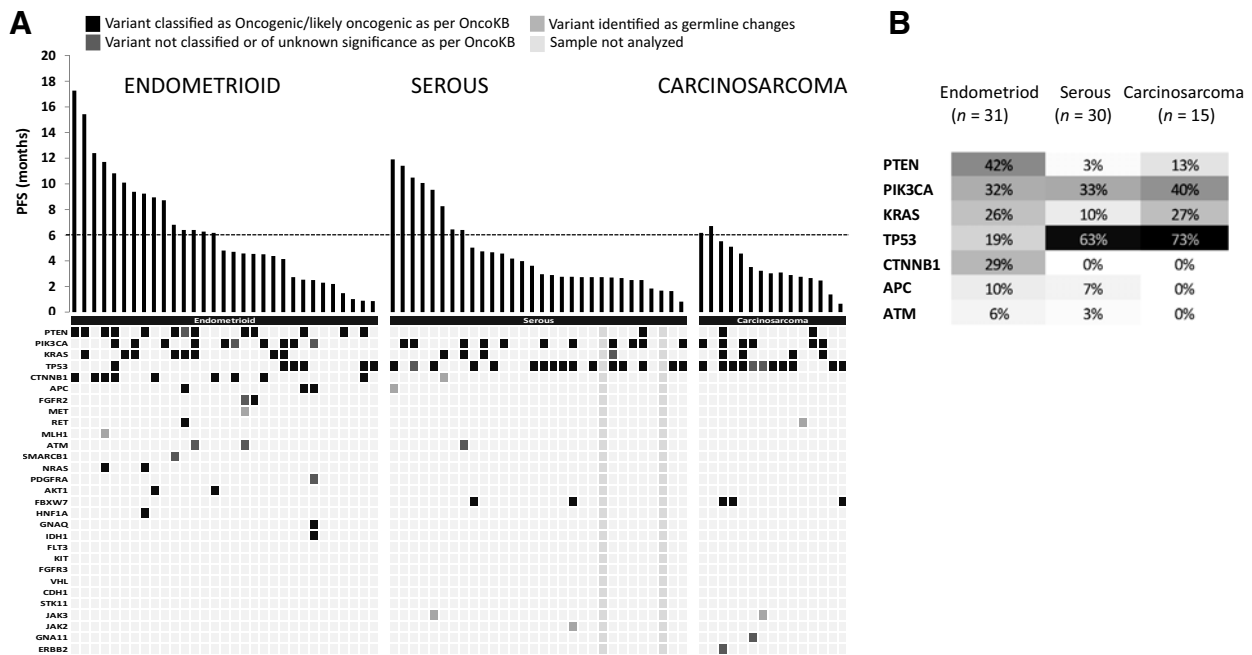 A
Variant classified as Oncogenic/likely oncogenic as per OncoKB
Variant identified as germline changes
Variant not classified or of unknown significance as per OncoKB
Sample not analyzed
ENDOMETRIOID
SEROUS
CARCINOSARCOMA
PFS (months)
20
18
16
14
12
10
8
6
4
2
0
Endometrioid
Serous
Carcinosarcoma
PTEN
PIK3CA
KRAS
TP53
CTNNB1
APC
FGFR2
MET
RET
MLH1
ATM
SMARCB1
NRAS
PDGFRA
AKT1
FBXW7
HNF1A
GNAQ
IDH1
FLT3
KIT
FGFR3
VHL
CDH1
STK11
JAK3
JAK2
GNA11
ERBB2
B
Endometriod Serous Carcinosarcoma
(n = 31) (n = 30) (n = 15)
PTEN 42% 3% 13%
PIK3CA 32% 33% 40%
KRAS 26% 10% 27%
TP53 19% 63% 73%
CTNNB1 29% 0% 0%
APC 10% 7% 0%
ATM 6% 3% 0%